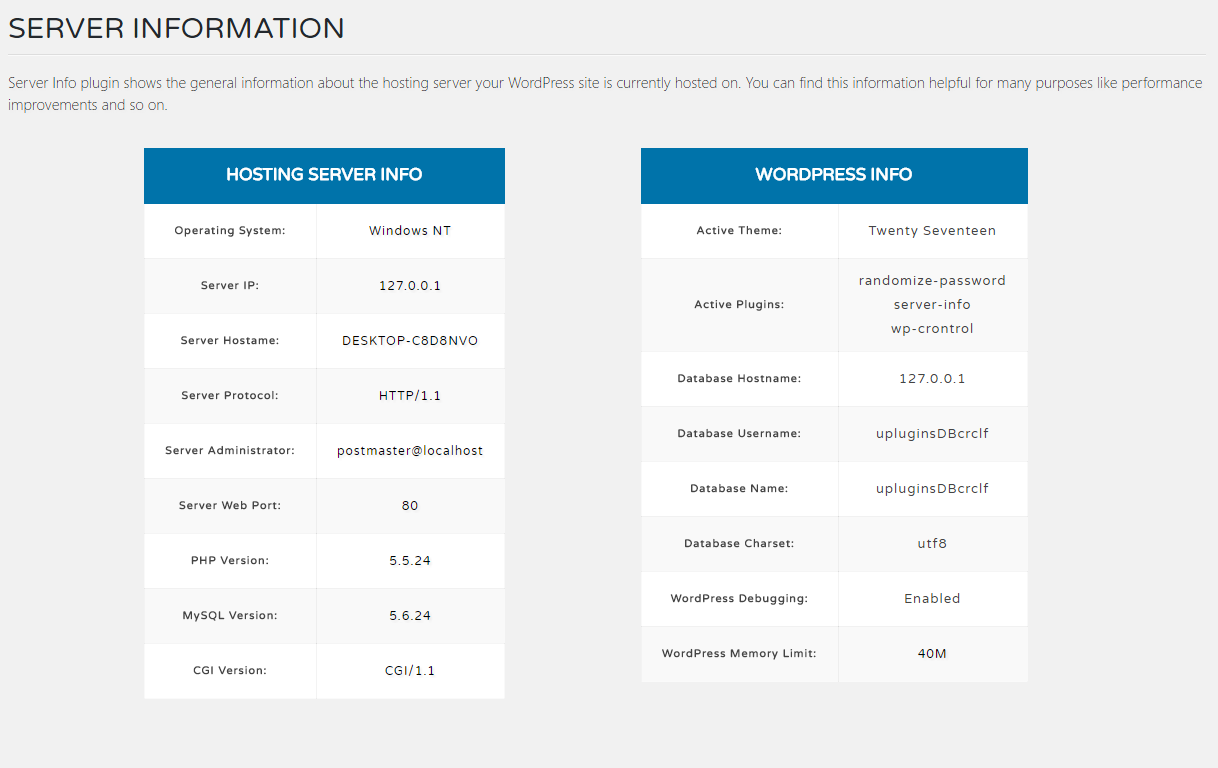 SERVER INFORMATION
Server Info plugin shows the general information about the hosting server your WordPress site is currently hosted on. You can find this information helpful for many purposes like performance
improvements and so on.
HOSTING SERVER INFO
Operating System: Windows NT
Server IP: 127.0.0.1
Server Hostame: DESKTOP-C8D8NVO
Server Protocol: HTTP/1.1
Server Administrator: postmaster@localhost
Server Web Port: 80
PHP Version: 5.5.24
MySQL Version: 5.6.24
CGI Version: CGI/1.1
WORDPRESS INFO
Active Theme: Twenty Seventeen
Active Plugins:
randomize-password
server-info
wp-crontrol
Database Hostname: 127.0.0.1
Database Username: upluginsDBcrclf
Database Name: upluginsDBcrclf
Database Charset: utf8
WordPress Debugging: Enabled
WordPress Memory Limit: 40M